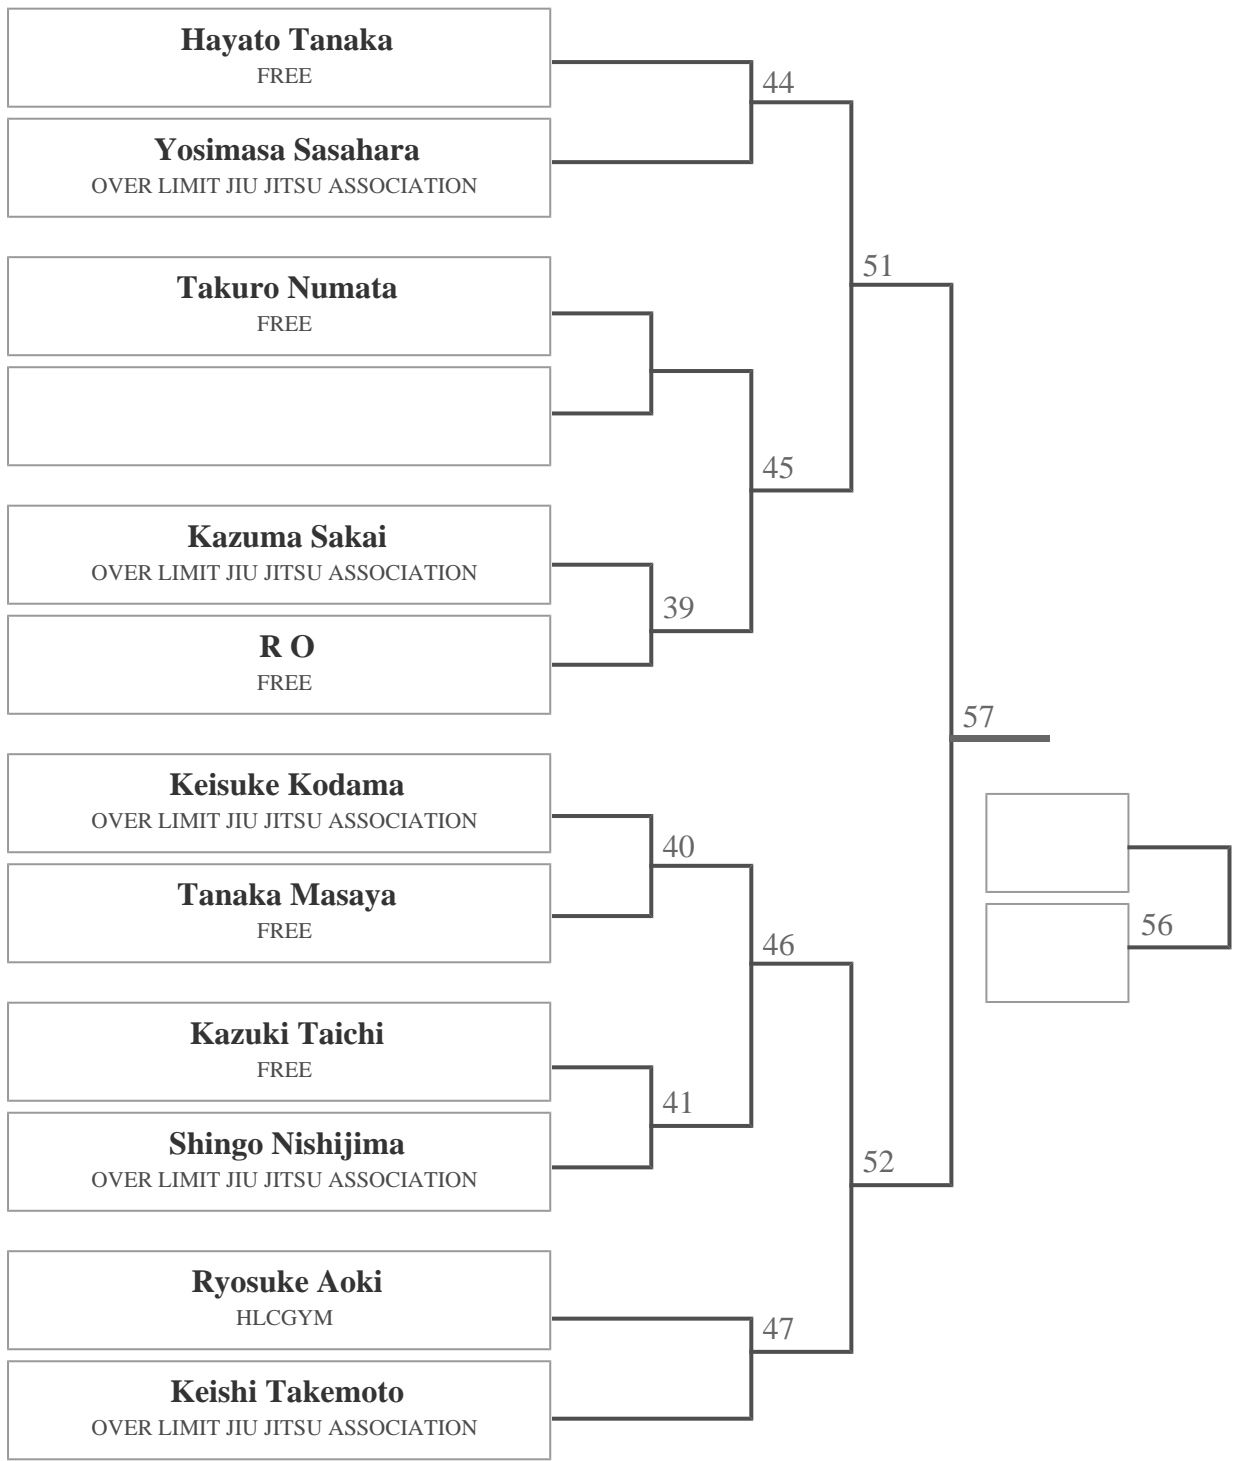 Hayato Tanaka
FREE
44
Yosimasa Sasahara
OVER LIMIT JIU JITSU ASSOCIATION
51
Takuro Numata
FREE
45
Kazuma Sakai
OVER LIMIT JIU JITSU ASSOCIATION
39
R O
FREE
57
Keisuke Kodama
OVER LIMIT JIU JITSU ASSOCIATION
40
Tanaka Masaya
FREE
56
46
Kazuki Taichi
FREE
41
Shingo Nishijima
OVER LIMIT JIU JITSU ASSOCIATION
52
Ryosuke Aoki
HLCGYM
47
Keishi Takemoto
OVER LIMIT JIU JITSU ASSOCIATION